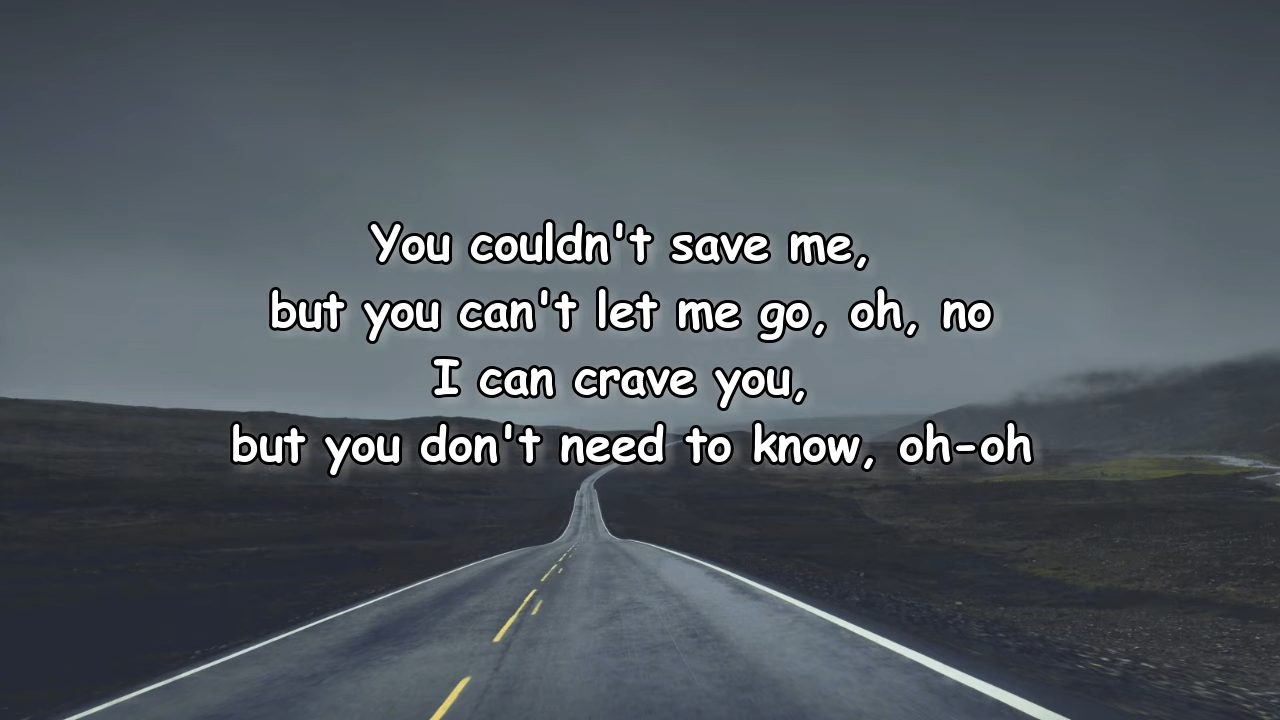 You couldn't save me,
but you can't let me go, oh, no
I can crave you,
but you don't need to know, oh-oh